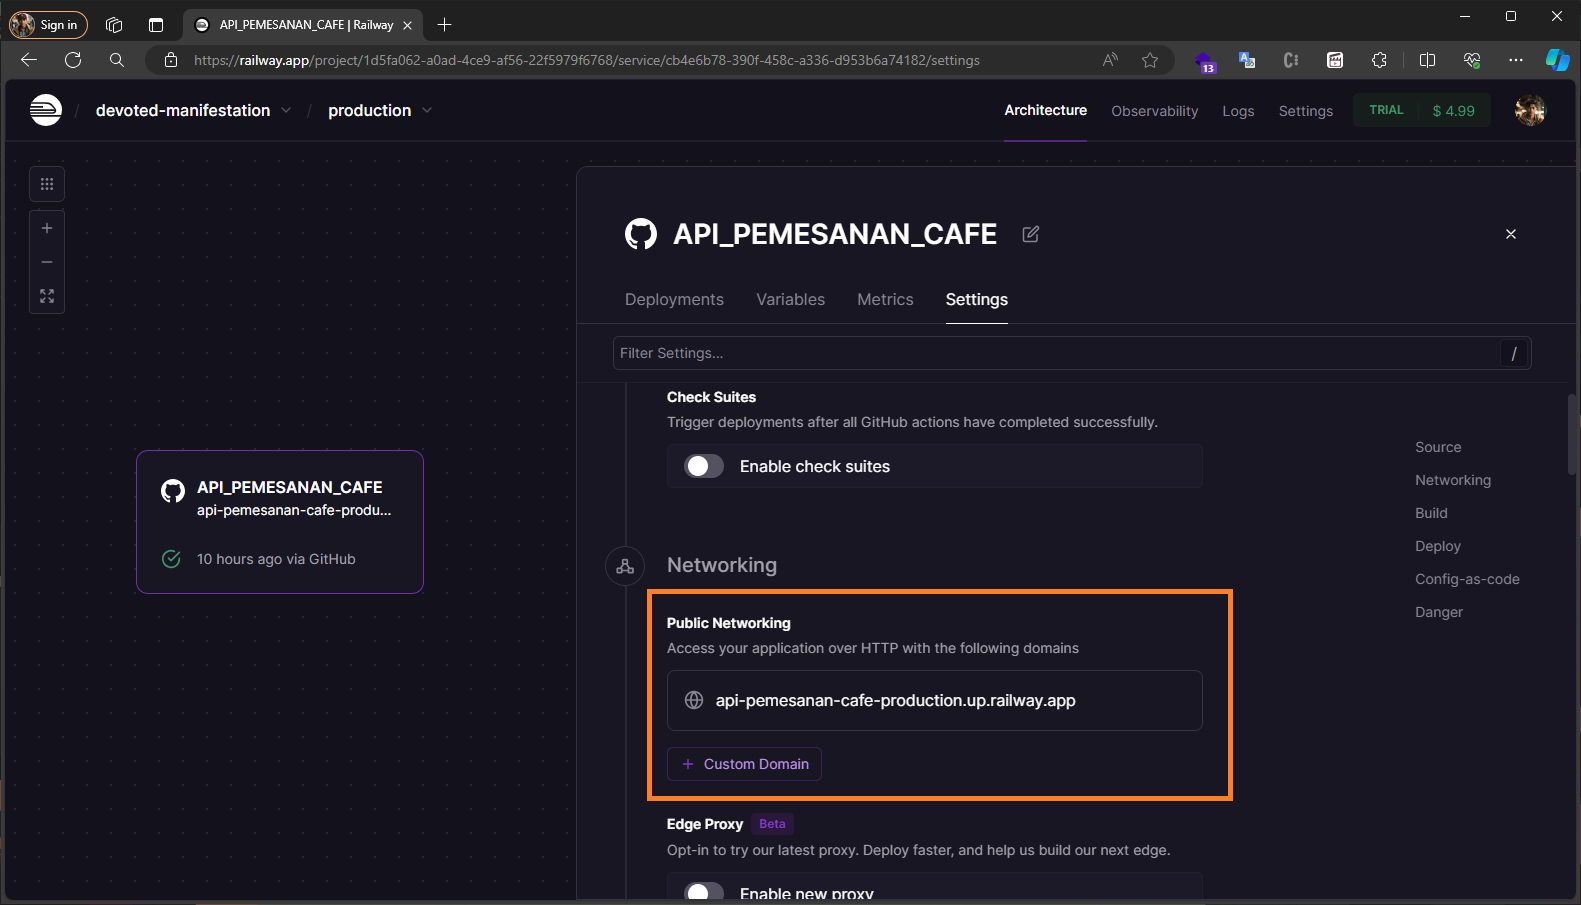 Sign in
API_PEMESANAN_CAFE | Railway
https://railway.app/project/1d5fa062-a0ad-4ce9-af56-22f5979f6768/service/cb4e6b78-390f-458c-a336-d953b6a74182/settings
13
devoted-manifestation / production
Architecture Observability Logs Settings TRIAL $ 4.99
API_PEMESANAN_CAFE
Deployments Variables Metrics Settings
Filter Settings... /
Check Suites
Trigger deployments after all GitHub actions have completed successfully.
Enable check suites
Source
Networking
Build
Deploy
Config-as-code
Danger
API_PEMESANAN_CAFE
api-pemesanan-cafe-produ...
10 hours ago via GitHub
Networking
Public Networking
Access your application over HTTP with the following domains
api-pemesanan-cafe-production.up.railway.app
+ Custom Domain
Edge Proxy Beta
Opt-in to try our latest proxy. Deploy faster, and help us build our next edge.
Enable new proxy